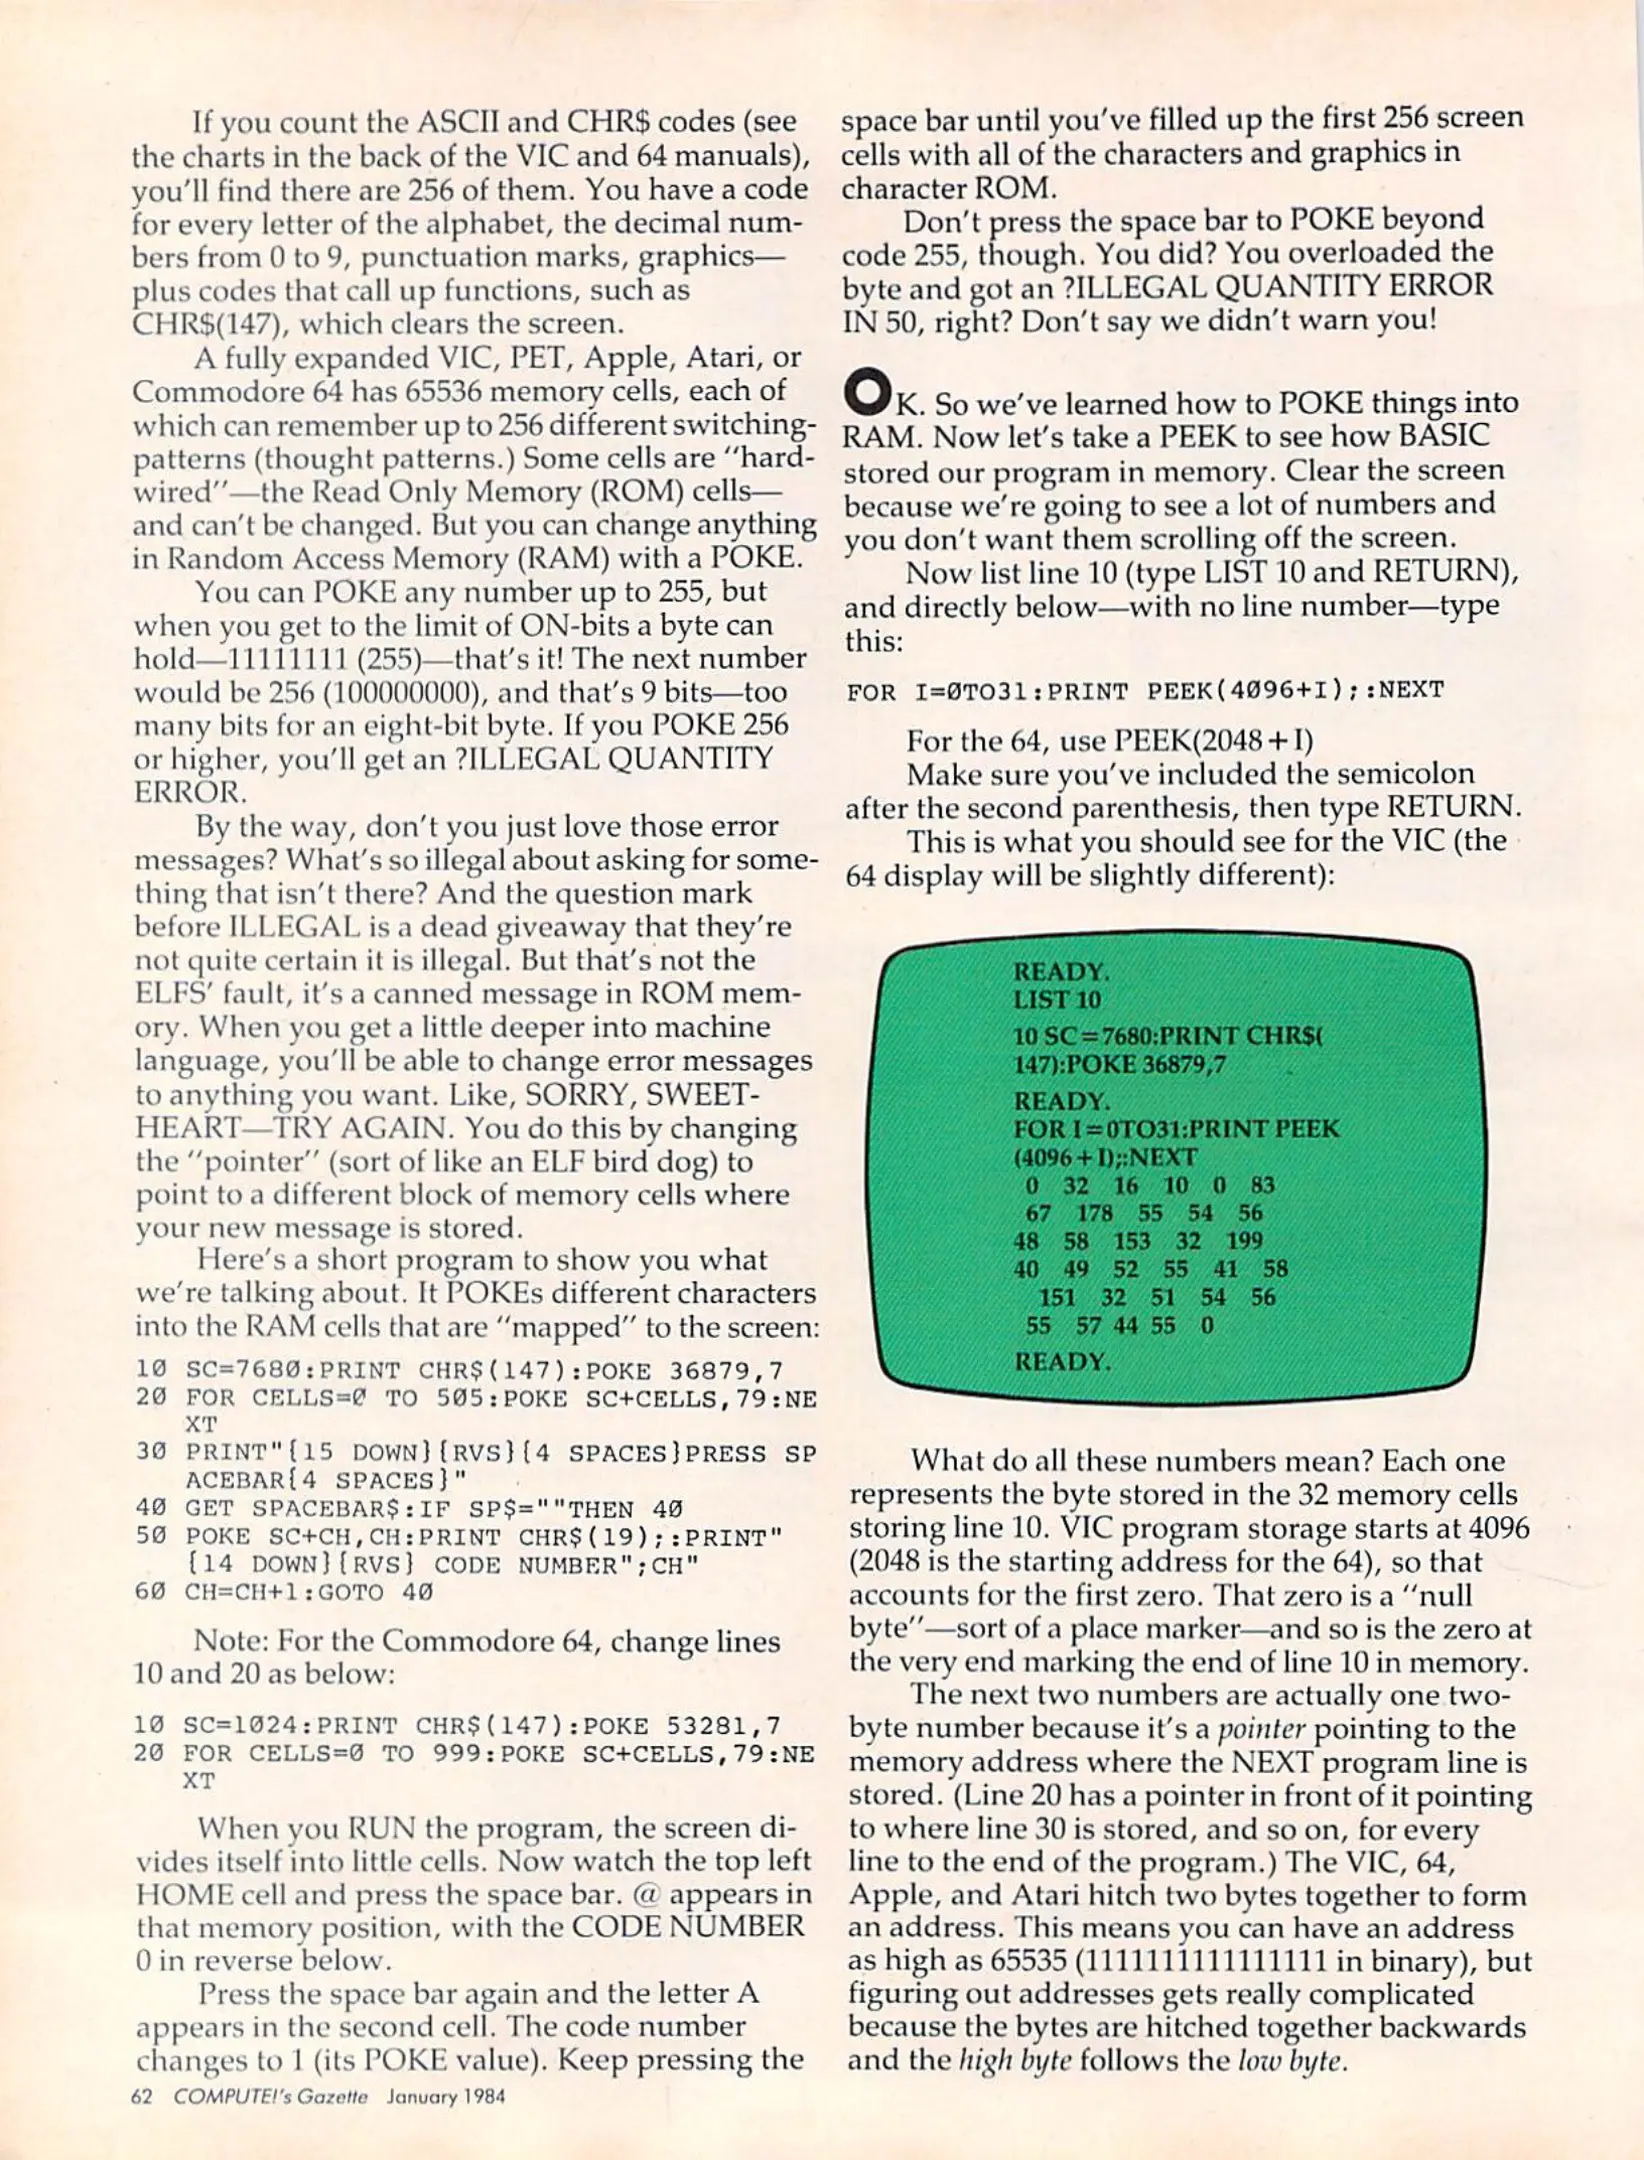 If you count the ASCII and CHR$ codes (see
the charts in the back of the VIC and 64 manuals),
you'll find there are 256 of them. You have a code
for every letter of the alphabet, the decimal num-
bers from 0 to 9, punctuation marks, graphics—
plus codes that call up functions, such as
CHR$(147), which clears the screen.
A fully expanded VIC, PET, Apple, Atari, or
Commodore 64 has 65536 memory cells, each of
which can remember up to 256 different switching-
patterns (thought patterns.) Some cells are "hard-
wired"—the Read Only Memory (ROM) cells—
and can't be changed. But you can change anything
in Random Access Memory (RAM) with a POKE.
You can POKE any number up to 255, but
when you get to the limit of ON-bits a byte can
hold—11111111 (255)—that's it! The next number
would be 256 (100000000), and that's 9 bits—too
many bits for an eight-bit byte. If you POKE 256
or higher, you'll get an ?ILLEGAL QUANTITY
ERROR.
By the way, don't you just love those error
messages? What's so illegal about asking for some-
thing that isn't there? And the question mark
before ILLEGAL is a dead giveaway that they're
not quite certain it is illegal. But that's not the
ELFS' fault, it's a canned message in ROM mem-
ory. When you get a little deeper into machine
language, you'll be able to change error messages
to anything you want. Like, SORRY, SWEET-
HEART—TRY AGAIN. You do this by changing
the "pointer" (sort of like an ELF bird dog) to
point to a different block of memory cells where
your new message is stored.
Here's a short program to show you what
we're talking about. It POKEs different characters
into the RAM cells that are "mapped" to the screen:
10 SC=7680:PRINT CHR$(147):POKE 36879,7
20 FOR CELLS=0 TO 505:POKE SC+CELLS,79:NE
XT
30 PRINT"{15 DOWN}{RVS}{4 SPACES}PRESS SP
ACEBAR{4 SPACES}"
40 GET SPACEBAR$:IF SP$=""THEN 40
50 POKE SC+CH,CH:PRINT CHR$(19);:PRINT"
{14 DOWN}{RVS} CODE NUMBER";CH"
60 CH=CH+1:GOTO 40
Note: For the Commodore 64, change lines
10 and 20 as below:
10 SC=1024:PRINT CHR$(147):POKE 53281,7
20 FOR CELLS=0 TO 999:POKE SC+CELLS,79:NE
XT
When you RUN the program, the screen di-
vides itself into little cells. Now watch the top left
HOME cell and press the space bar. @ appears in
that memory position, with the CODE NUMBER
0 in reverse below.
Press the space bar again and the letter A
appears in the second cell. The code number
changes to 1 (its POKE value). Keep pressing the
space bar until you've filled up the first 256 screen
cells with all of the characters and graphics in
character ROM.
Don't press the space bar to POKE beyond
code 255, though. You did? You overloaded the
byte and got an ?ILLEGAL QUANTITY ERROR
IN 50, right? Don't say we didn't warn you!
OK. So we've learned how to POKE things into
RAM. Now let's take a PEEK to see how BASIC
stored our program in memory. Clear the screen
because we're going to see a lot of numbers and
you don't want them scrolling off the screen.
Now list line 10 (type LIST 10 and RETURN),
and directly below—with no line number—type
this:
FOR I=0TO31:PRINT PEEK(4096+I);:NEXT
For the 64, use PEEK(2048+I)
Make sure you've included the semicolon
after the second parenthesis, then type RETURN.
This is what you should see for the VIC (the
64 display will be slightly different):
READY.
LIST 10
10 SC=7680:PRINT CHR$(
147):POKE 36879,7
READY.
FOR I=0TO31:PRINT PEEK
(4096+I);:NEXT
0 32 16 10 0 83
67 178 55 54 56
48 58 153 32 199
40 49 52 55 41 58
151 32 51 54 56
55 57 44 55 0
READY.
What do all these numbers mean? Each one
represents the byte stored in the 32 memory cells
storing line 10. VIC program storage starts at 4096
(2048 is the starting address for the 64), so that
accounts for the first zero. That zero is a "null
byte"—sort of a place marker—and so is the zero at
the very end marking the end of line 10 in memory.
The next two numbers are actually one two-
byte number because it's a pointer pointing to the
memory address where the NEXT program line is
stored. (Line 20 has a pointer in front of it pointing
to where line 30 is stored, and so on, for every
line to the end of the program.) The VIC, 64,
Apple, and Atari hitch two bytes together to form
an address. This means you can have an address
as high as 65535 (1111111111111111 in binary), but
figuring out addresses gets really complicated
because the bytes are hitched together backwards
and the high byte follows the low byte.
62 COMPUTE!'s Gazette January 1984